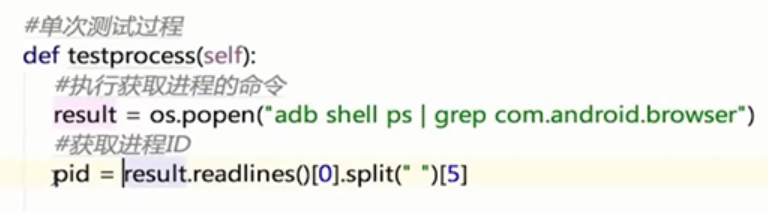 #单次测试过程
def testprocess(self):
#执行获取进程的命令
result = os.popen("adb shell ps | grep com.android.browser")
#获取进程ID
pid = result.readlines()[0].split(" ")[5]